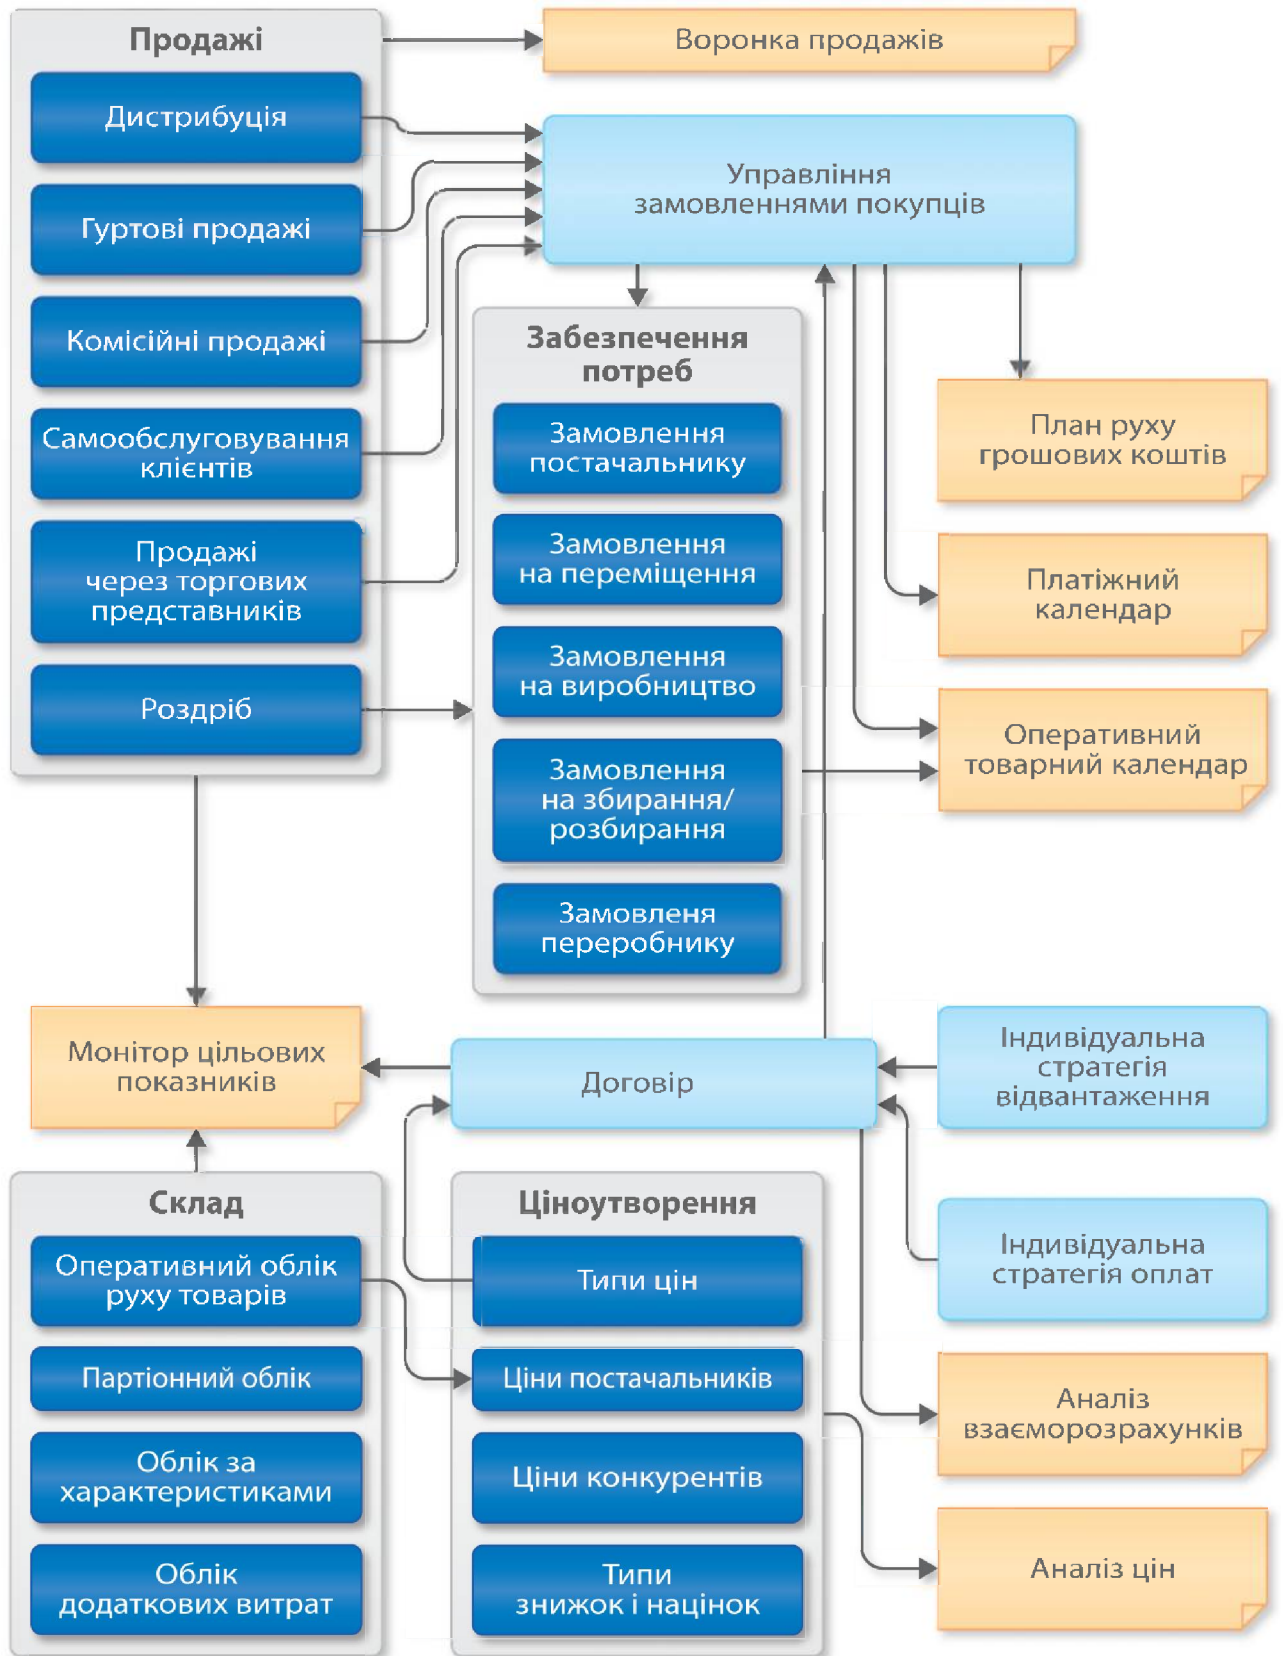 Продажі
Дистрибуція
Гуртові продажі
Комісійні продажі
Самообслуговування
клієнтів
Продажі
через торгових
представників
Роздріб
Воронка продажів
Управління
замовленнями покупців
Забезпечення
потреб
Замовлення
постачальнику
Замовлення
на переміщення
Замовлення
на виробництво
Замовлення
на збирання/
розбирання
Замовленя
переробнику
План руху
грошових коштів
Платіжний
календар
Оперативний
товарний календар
Монітор цільових
показників
Договір
Індивідуальна
стратегія
відвантаження
Індивідуальна
стратегія оплат
Склад
Оперативний облік
руху товарів
Партіонний облік
Облік за
характеристиками
Облік
додаткових витрат
Ціноутворення
Типи цін
Ціни постачальників
Ціни конкурентів
Типи
знижок і націнок
Аналіз
взаєморозрахунків
Аналіз цін